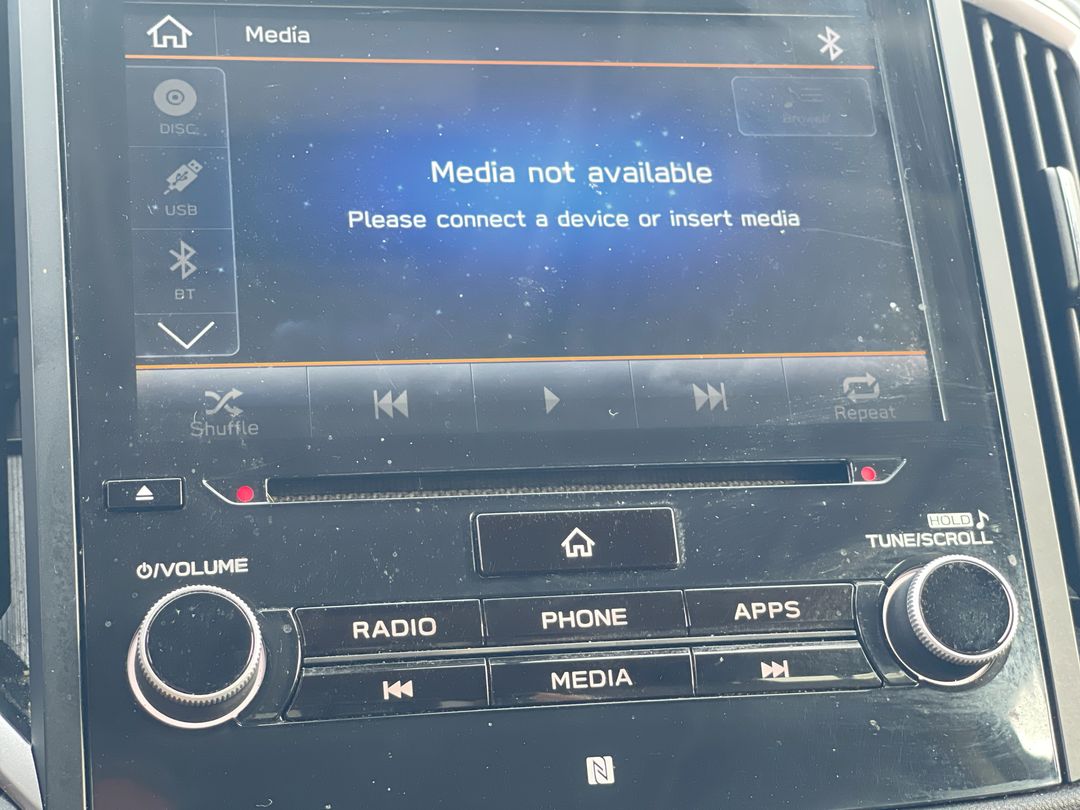 Media
DISC
Browse
Media not available
USB
Please connect a device or insert media
BT
Shuffle
Repeat
HOLD
TUNE/SCROLL
/VOLUME
RADIO
PHONE
APPS
MEDIA
N